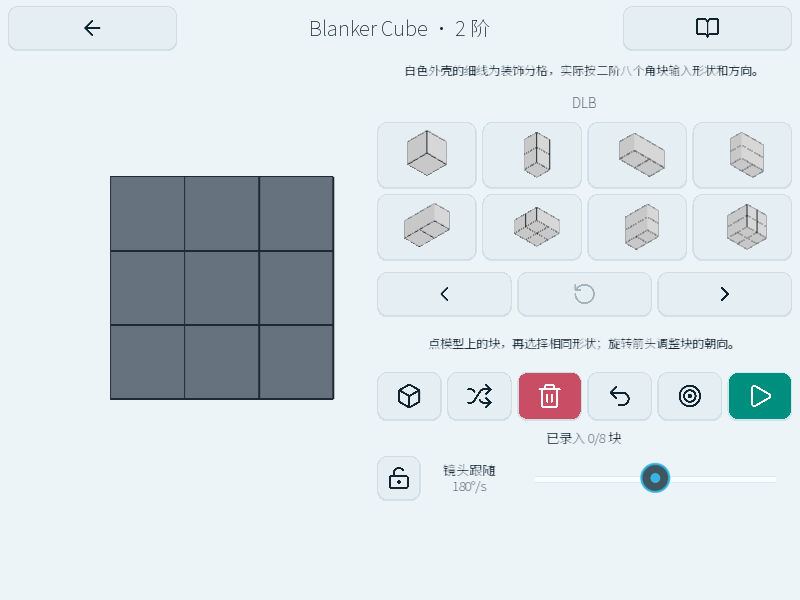 Blanker Cube · 2 阶
白色外壳的细线为装饰分格，实际按二阶八个角块输入形状和方向。
DLB
点模型上的块，再选择相同形状；旋转箭头调整块的朝向。
已录入 0/8 块
镜头跟随
180°/s